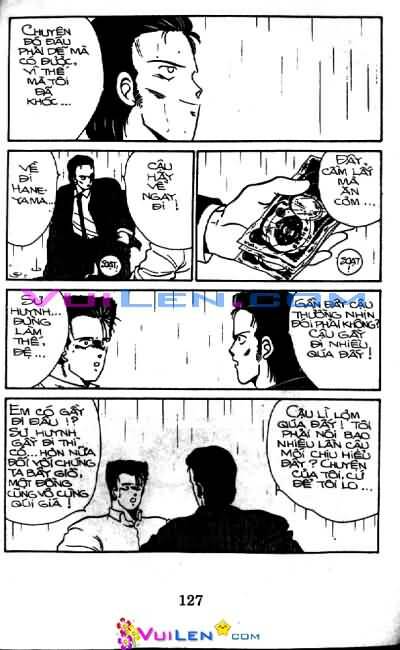 CHUYỆN
ĐÓ ĐÂU
PHẢI DỄ MÀ
CÓ ĐƯỢC,
VÌ THẾ
MÀ TÔI
ĐÃ
KHÓC...
VỀ
ĐI
HANE-
YAMA...
CẬU
HÃY
VỀ
NGAY
ĐI!
SOẠT
ĐÂY,
CẦM LẤY
MÀ
ĂN
CƠM...
SOẠT
SƯ
HUYNH...
ĐỪNG
LÀM
THẾ,
ĐỆ...
GẦN ĐÂY CẬU
THƯỜNG NHỊN
ĐÓI PHẢI KHÔNG?
CẬU GẦY
ĐI NHIỀU
QUÁ ĐẤY!
VUILEN.COM
EM CÓ GẦY
ĐI ĐÂU!?
SƯ HUYNH
GẦY ĐI THÌ
CÓ... HƠN NỮA
ĐỐI VỚI CHÚNG
TA BÂY GIỜ,
MỘT ĐỒNG
CŨNG VÔ CÙNG
QUÍ GIÁ!
CẬU LÌ LỢM
QUÁ ĐẤY! TÔI
PHẢI NÓI BAO
NHIÊU LẦN CẬU
MỚI CHỊU HIỂU
ĐÂY? CHUYỆN
CỦA TÔI, CỨ
ĐỂ TÔI LO...
127
VUILEN.COM